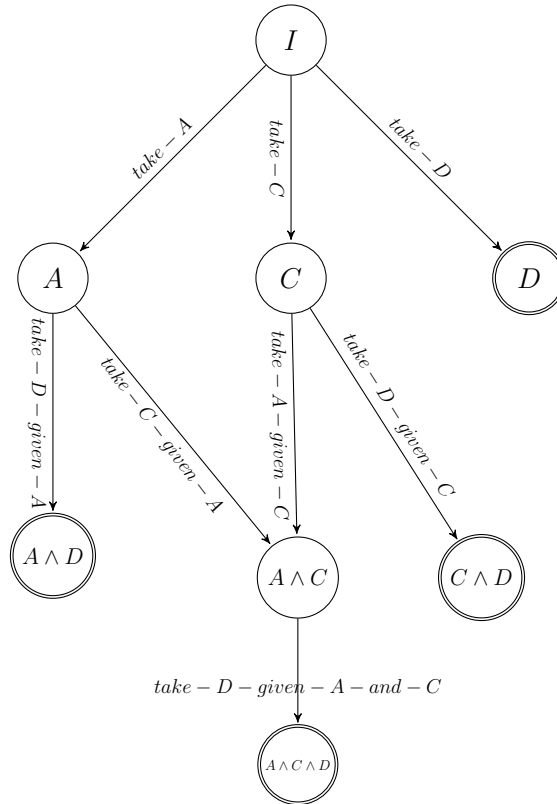 I
take − A
take − C
take − D
A
C
D
take − D − given − A
take − C − given − A
take − A − given − C
take − D − given − C
A ∧ D
A ∧ C
C ∧ D
take − D − given − A − and − C
A ∧ C ∧ D